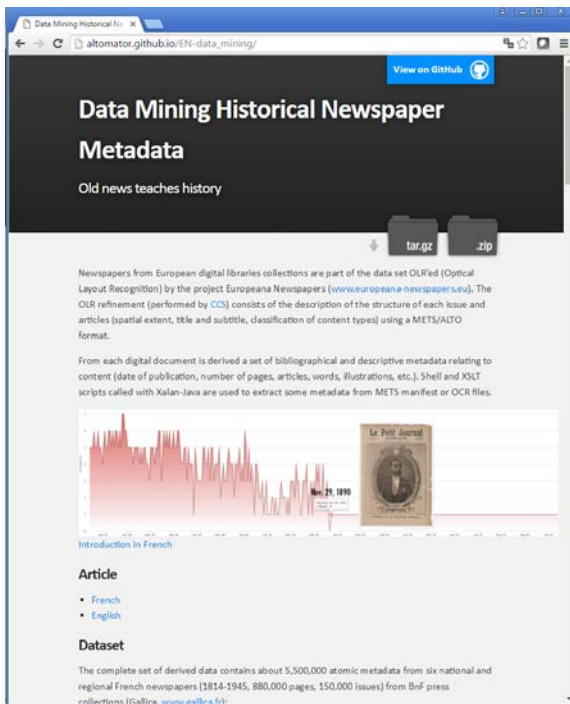 Data Mining Historical Ne
altomator.github.io/EN-data_mining/
View on GitHub
Data Mining Historical Newspaper
Metadata
Old news teaches history
tar.gz
.zip
Newspapers from European digital libraries collections are part of the data set OLR'ed (Optical
Layout Recognition) by the project Europeana Newspapers (www.europeana-newspapers.eu). The
OLR refinement (performed by CCS) consists of the description of the structure of each issue and
articles (spatial extent, title and subtitle, classification of content types) using a METS/ALTO
format.
From each digital document is derived a set of bibliographical and descriptive metadata relating to
content (date of publication, number of pages, articles, words, illustrations, etc.). Shell and XSLT
scripts called with Xalan-Java are used to extract some metadata from METS manifest or OCR files.
Le Petit Journal
Nov. 29, 1890
Introduction in French
Article
• French
• English
Dataset
The complete set of derived data contains about 5,500,000 atomic metadata from six national and
regional French newspapers (1814-1945, 880,000 pages, 150,000 issues) from BnF press
collections (Gallica, www.gallica.fr):